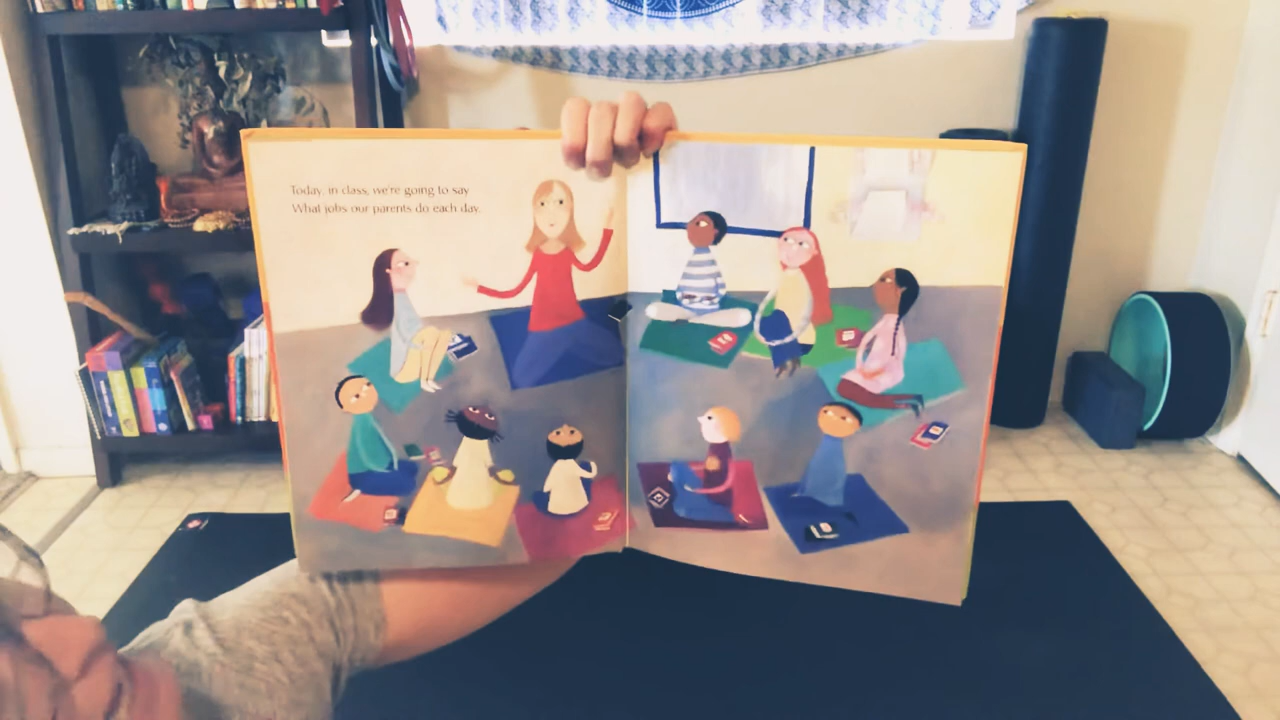 Today, in class, we're going to say
What jobs our parents do each day.